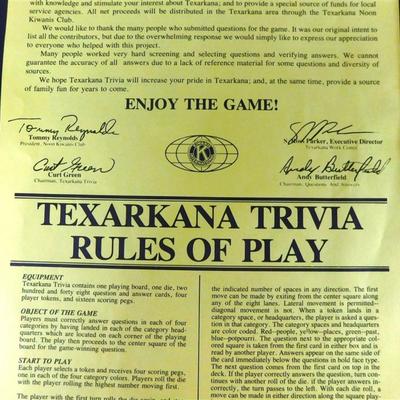 with knowledge and stimulate your interest about Texarkana; and to provide a special source of funds for local
service agencies. All net proceeds will be distributed in the Texarkana area through the Texarkana Noon
Kiwanis Club.
We would like to thank the many people who submitted questions for the game. It was our original intent to
list all the contributors, but due to the overwhelming response we would simply like to express our appreciation
to everyone who helped with this project.
Many people worked very hard screening and selecting questions and verifying answers. We cannot
guarantee the accuracy of all answers due to a lack of reference material for some questions and diversity of
sources.
We hope Texarkana Trivia will increase your pride in Texarkana; and, at the same time, provide a source
of family fun for years to come.
ENJOY THE GAME!
Tommy Reynolds
Tommy Reynolds
President, Noon Kiwanis Club
Parker, Executive Director
Texarkana Work Center
Curt Green
Curt Green
Chairman, Texarkana Trivia
Andy Butterfield
Andy Butterfield
Chairman, Questions And Answers
TEXARKANA TRIVIA
RULES OF PLAY
EQUIPMENT
Texarkana Trivia contains one playing board, one die, two
hundred and forty eight question and answer cards, four
player tokens, and sixteen scoring pegs.
OBJECT OF THE GAME
Players must correctly answer questions in each of four
categories by having landed in each of the category head-
quarters which are located on each corner of the playing
board. The play then proceeds to the center square of the
board for the game-winning question.
START TO PLAY
Each player selects a token and receives four scoring pegs,
one in each of the four category colors. Players roll the die
with the player rolling the highest number moving first.
The player with the first turn rolls the die again,
the indicated number of spaces in any direction. The first
move can be made by exiting from the center square along
any of the eight lanes. Lateral movement is permitted—
diagonal movement is not. When a token lands in a
category space, or headquarters, the player is asked a ques-
tion in that category. The category spaces and headquarters
are color coded. Red—people, yellow—places, green—past,
blue—potpourri. The question next to the appropriate col-
ored square is taken from the first card in either box and is
read by another player. Answers appear on the same side of
the card immediately below the questions in bold face type.
The next question comes from the first card on top in the
deck. If the player correctly answers the question, turn con-
tinues with another roll of the die. If the player answers in-
correctly, the turn passes to the left. With each die roll, a
move can be made in either direction along the square play-